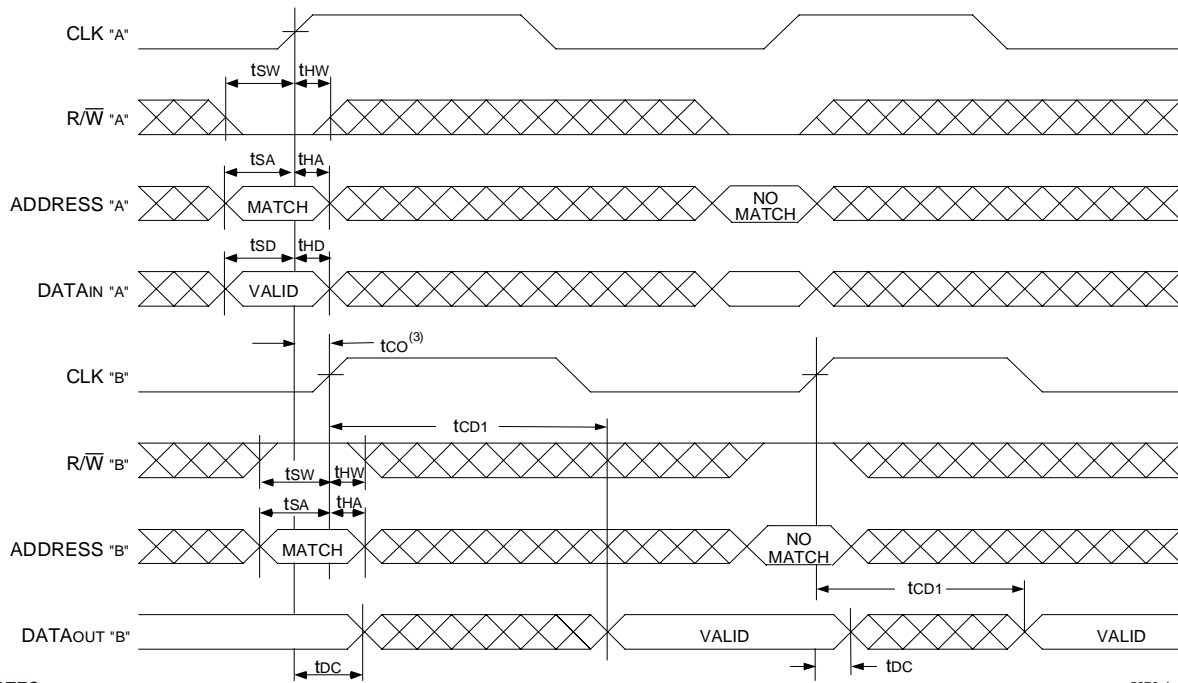 CLK "A"
tSW tHW
R/W̅ "A"
tSA tHA
ADDRESS "A" MATCH NO MATCH
tSD tHD
DATAIN "A" VALID
tCO(3)
CLK "B"
tCD1
R/W̅ "B"
tSW tHW
tSA tHA
ADDRESS "B" MATCH NO MATCH
tCD1
DATAOUT "B" VALID VALID
tDC tDC